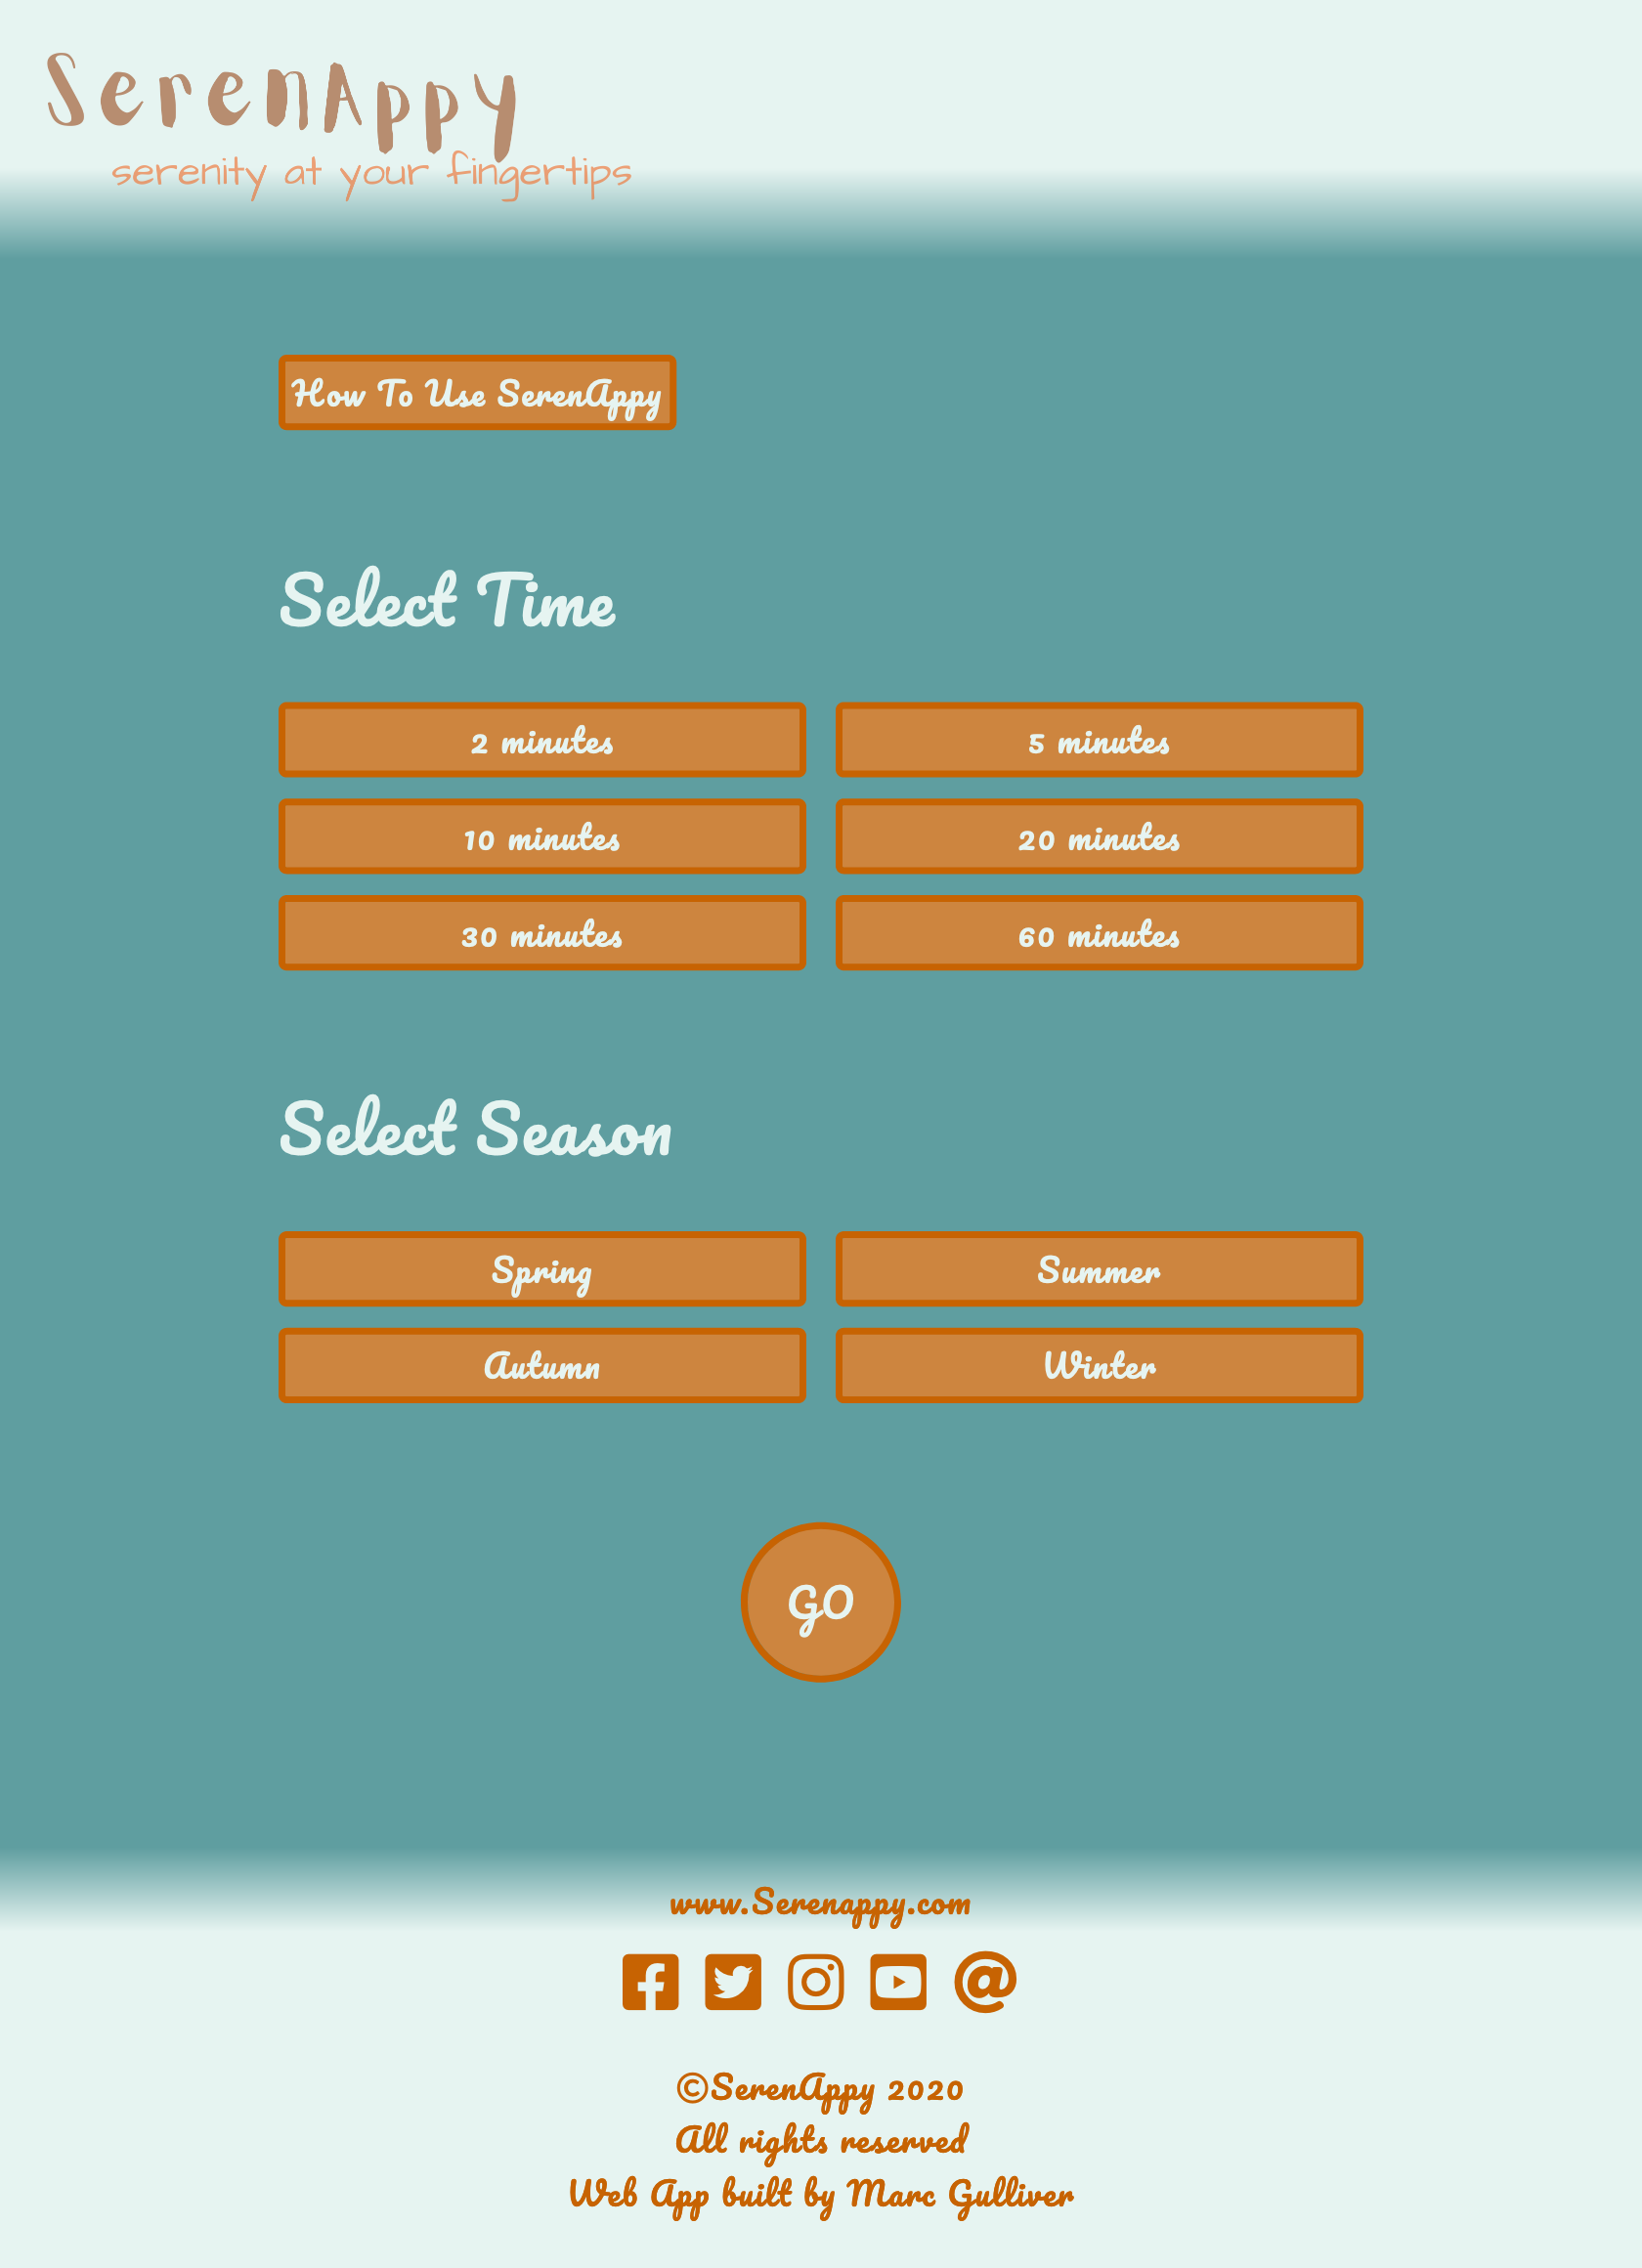 SerenAppy
serenity at your fingertips
How To Use SerenAppy
Select Time
2 minutes
5 minutes
10 minutes
20 minutes
30 minutes
60 minutes
Select Season
Spring
Summer
Autumn
Winter
GO
www.Serenappy.com
©SerenAppy 2020
All rights reserved
Web App built by Marc Gulliver